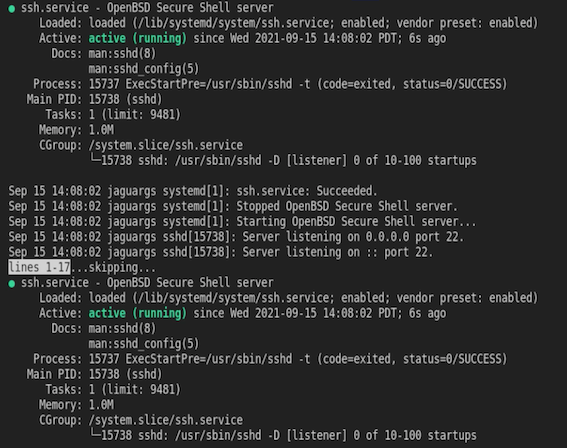 ● ssh.service - OpenBSD Secure Shell server
Loaded: loaded (/lib/systemd/system/ssh.service; enabled; vendor preset: enabled)
Active: active (running) since Wed 2021-09-15 14:08:02 PDT; 6s ago
Docs: man:sshd(8)
man:sshd_config(5)
Process: 15737 ExecStartPre=/usr/sbin/sshd -t (code=exited, status=0/SUCCESS)
Main PID: 15738 (sshd)
Tasks: 1 (limit: 9481)
Memory: 1.0M
CGroup: /system.slice/ssh.service
└─15738 sshd: /usr/sbin/sshd -D [listener] 0 of 10-100 startups
Sep 15 14:08:02 jaguargs systemd[1]: ssh.service: Succeeded.
Sep 15 14:08:02 jaguargs systemd[1]: Stopped OpenBSD Secure Shell server.
Sep 15 14:08:02 jaguargs systemd[1]: Starting OpenBSD Secure Shell server...
Sep 15 14:08:02 jaguargs sshd[15738]: Server listening on 0.0.0.0 port 22.
Sep 15 14:08:02 jaguargs sshd[15738]: Server listening on :: port 22.
lines 1-17...skipping...
● ssh.service - OpenBSD Secure Shell server
Loaded: loaded (/lib/systemd/system/ssh.service; enabled; vendor preset: enabled)
Active: active (running) since Wed 2021-09-15 14:08:02 PDT; 6s ago
Docs: man:sshd(8)
man:sshd_config(5)
Process: 15737 ExecStartPre=/usr/sbin/sshd -t (code=exited, status=0/SUCCESS)
Main PID: 15738 (sshd)
Tasks: 1 (limit: 9481)
Memory: 1.0M
CGroup: /system.slice/ssh.service
└─15738 sshd: /usr/sbin/sshd -D [listener] 0 of 10-100 startups